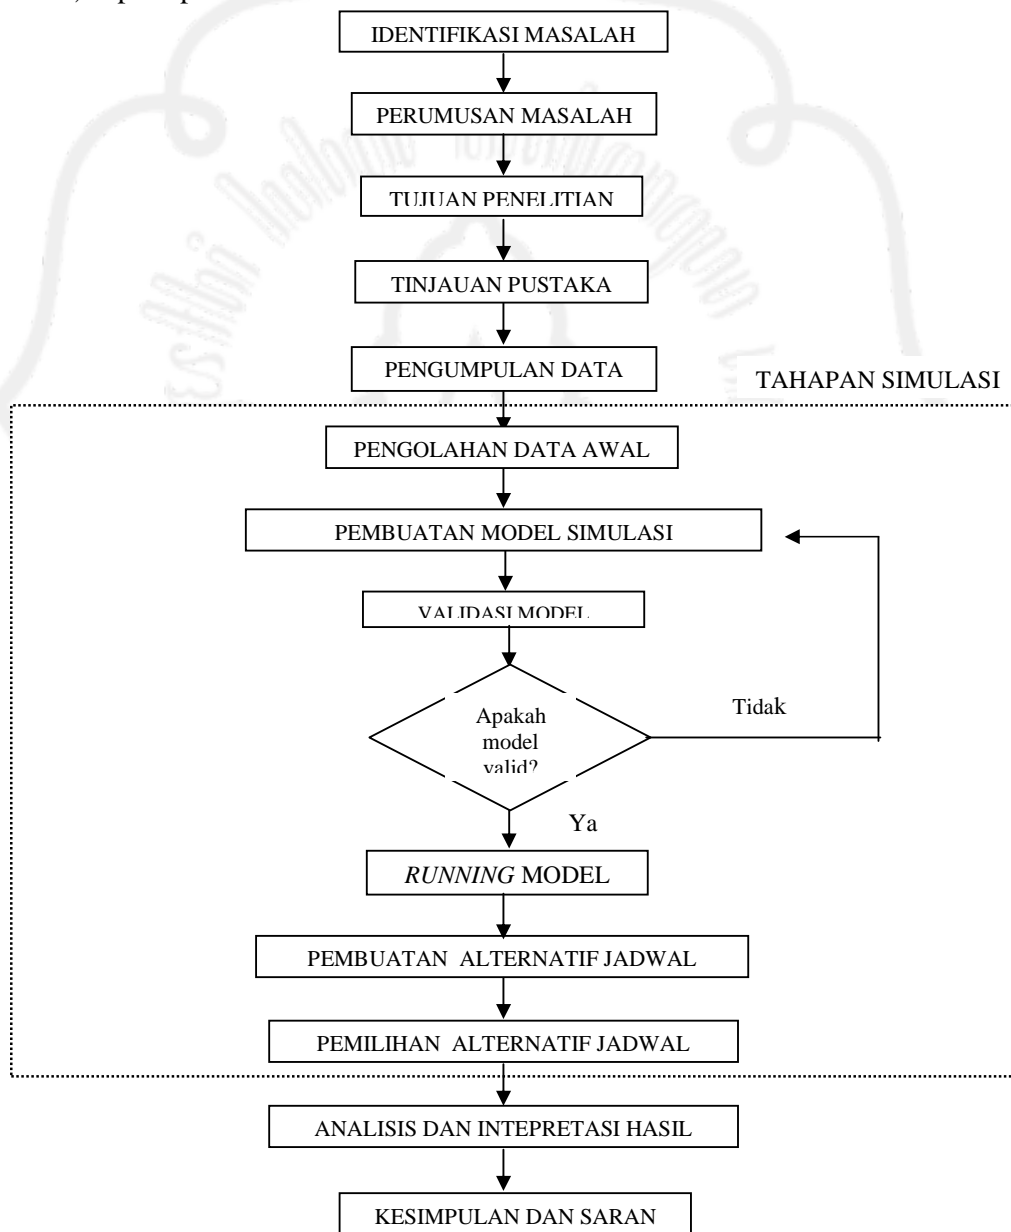 IDENTIFIKASI MASALAH
PERUMUSAN MASALAH
TUJUAN PENELITIAN
TINJAUAN PUSTAKA
PENGUMPULAN DATA
TAHAPAN SIMULASI
PENGOLAHAN DATA AWAL
PEMBUATAN MODEL SIMULASI
VALIDASI MODEL
Apakah
model
valid?
Tidak
Ya
RUNNING MODEL
PEMBUATAN ALTERNATIF JADWAL
PEMILIHAN ALTERNATIF JADWAL
ANALISIS DAN INTEPRETASI HASIL
KESIMPULAN DAN SARAN